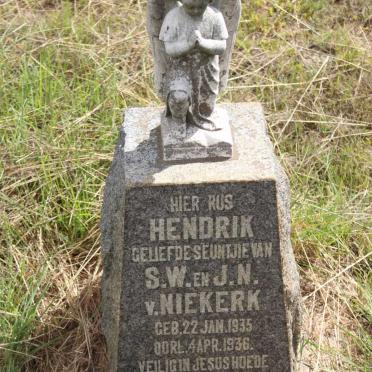 HIER RUS
HENDRIK
GELIEFDE SEUNTJIE VAN
S.W. EN J.N.
v. NIEKERK
GEB. 22 JAN. 1935
OORL. 4 APR. 1936.
VEILIG IN JESUS HOEDE